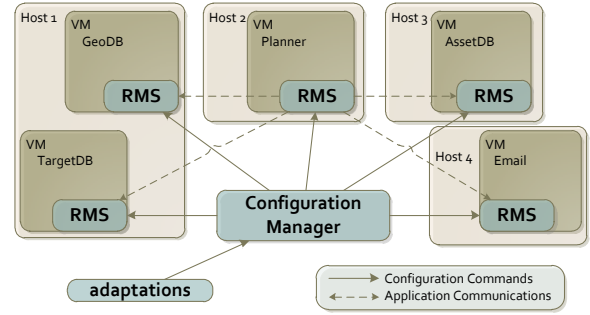 Host 1
VM
GeoDB
RMS
VM
TargetDB
RMS
Host 2
VM
Planner
RMS
Host 3
VM
AssetDB
RMS
Host 4
VM
Email
RMS
Configuration
Manager
adaptations
Configuration Commands
Application Communications